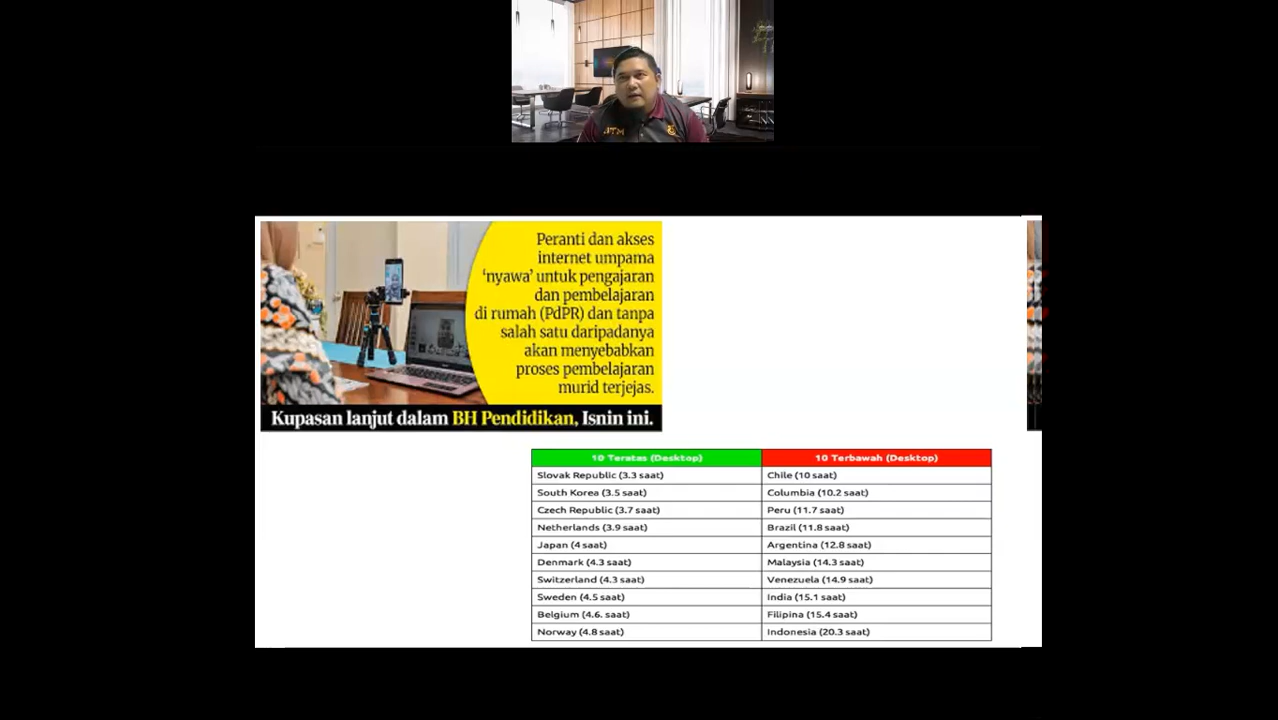 UTM
Peranti dan akses
internet umpama
‘nyawa’ untuk pengajaran
dan pembelajaran
di rumah (PdPR) dan tanpa
salah satu daripadanya
akan menyebabkan
proses pembelajaran
murid terjejas.
Kupasan lanjut dalam BH Pendidikan, Isnin ini.
10 Teratas (Desktop) 10 Terbawah (Desktop)
Slovak Republic (3.3 saat) Chile (10 saat)
South Korea (3.5 saat) Columbia (10.2 saat)
Czech Republic (3.7 saat) Peru (11.7 saat)
Netherlands (3.9 saat) Brazil (11.8 saat)
Japan (4 saat) Argentina (12.8 saat)
Denmark (4.3 saat) Malaysia (14.3 saat)
Switzerland (4.3 saat) Venezuela (14.9 saat)
Sweden (4.5 saat) India (15.1 saat)
Belgium (4.6. saat) Filipina (15.4 saat)
Norway (4.8 saat) Indonesia (20.3 saat)